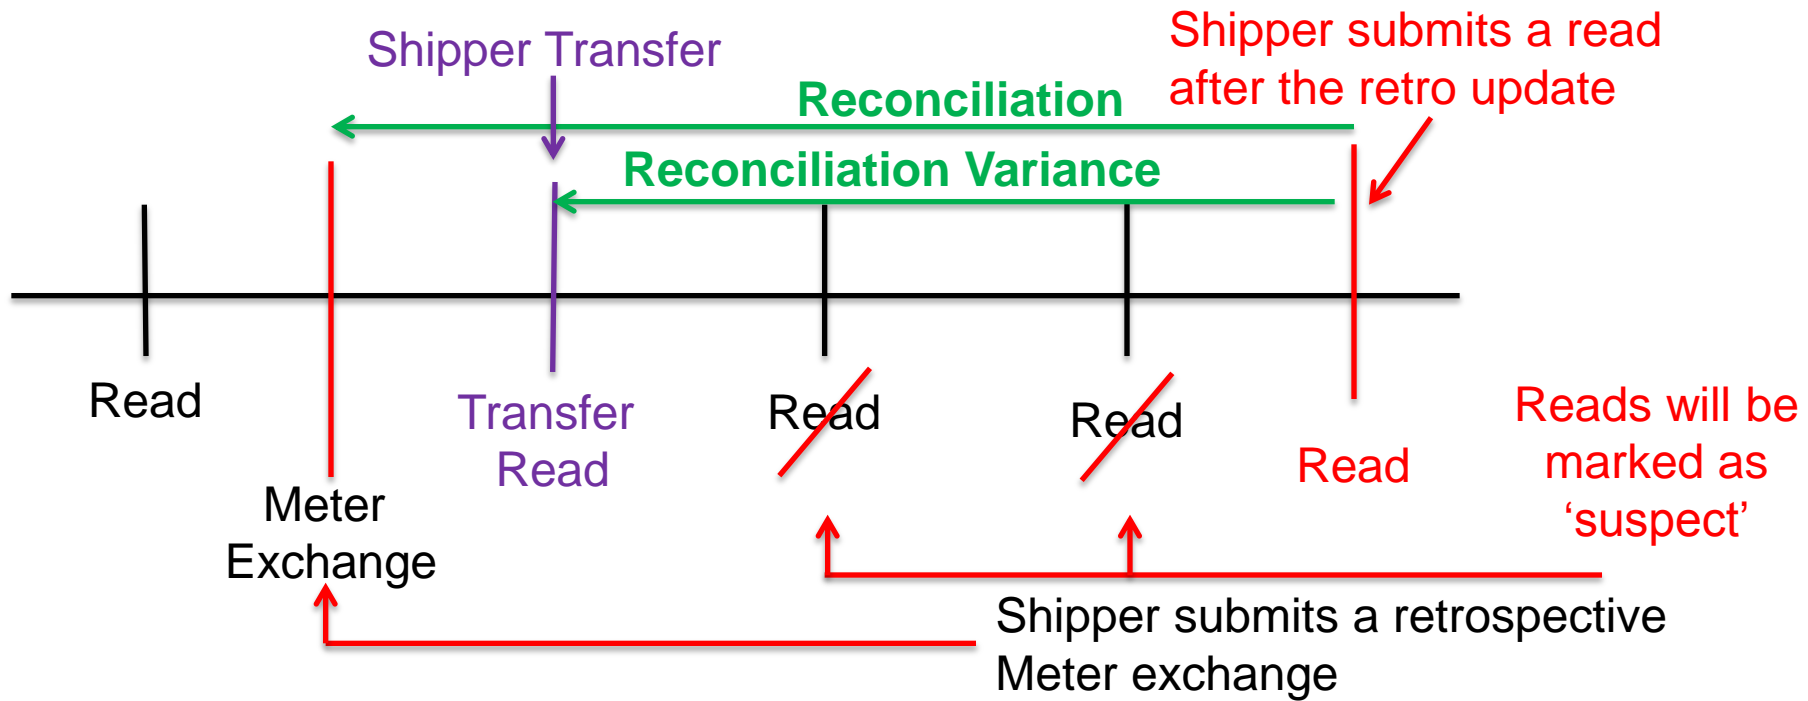 Shipper submits a read
after the retro update
Shipper Transfer
Reconciliation
Reconciliation Variance
Read
Transfer
Read
Read
Read
Read
Reads will be
marked as
‘suspect’
Meter
Exchange
Shipper submits a retrospective
Meter exchange